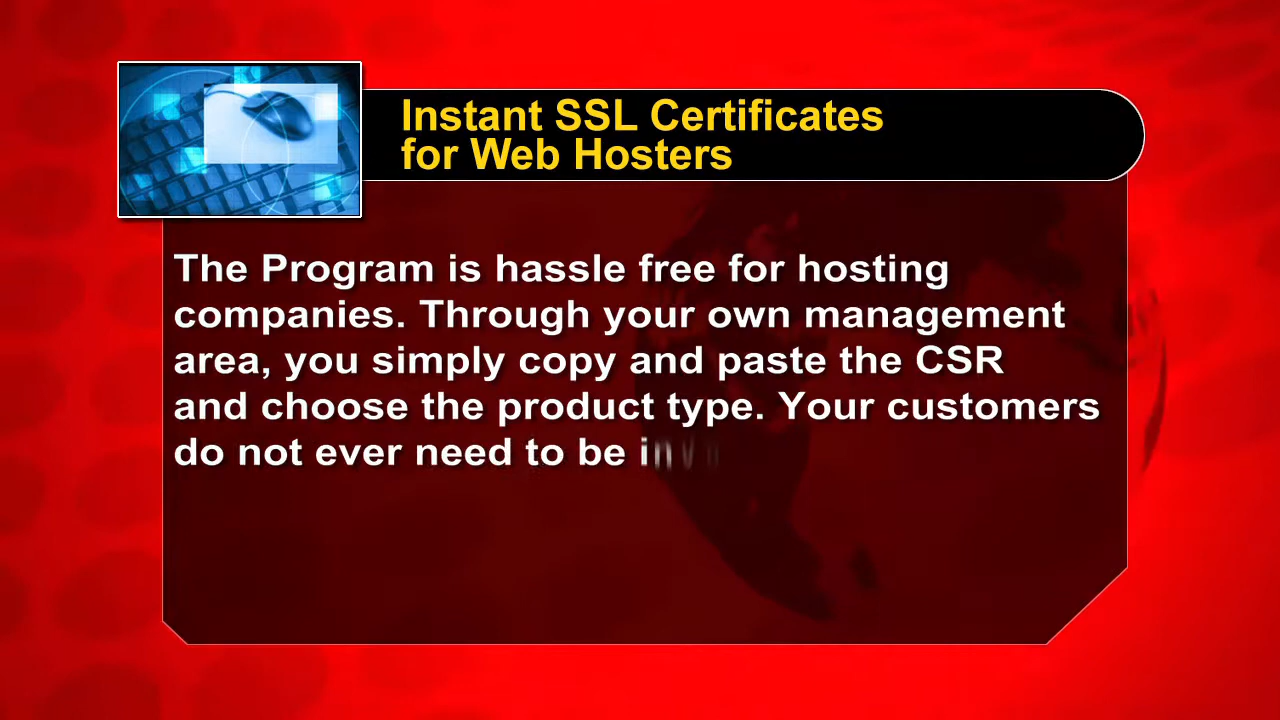 Instant SSL Certificates
for Web Hosters
The Program is hassle free for hosting
companies. Through your own management
area, you simply copy and paste the CSR
and choose the product type. Your customers
do not ever need to be